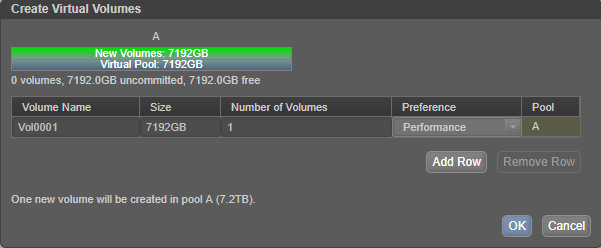 Create Virtual Volumes
A
New Volumes: 7192GB
Virtual Pool: 7192GB
0 volumes, 7192.0GB uncommitted, 7192.0GB free
Volume Name Size Number of Volumes Preference Pool
Vol0001 7192GB 1 Performance A
Add Row Remove Row
One new volume will be created in pool A (7.2TB).
OK Cancel